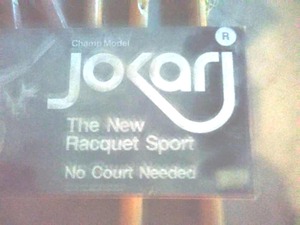 Champ Model
jokari
R
The New
Racquet Sport
No Court Needed